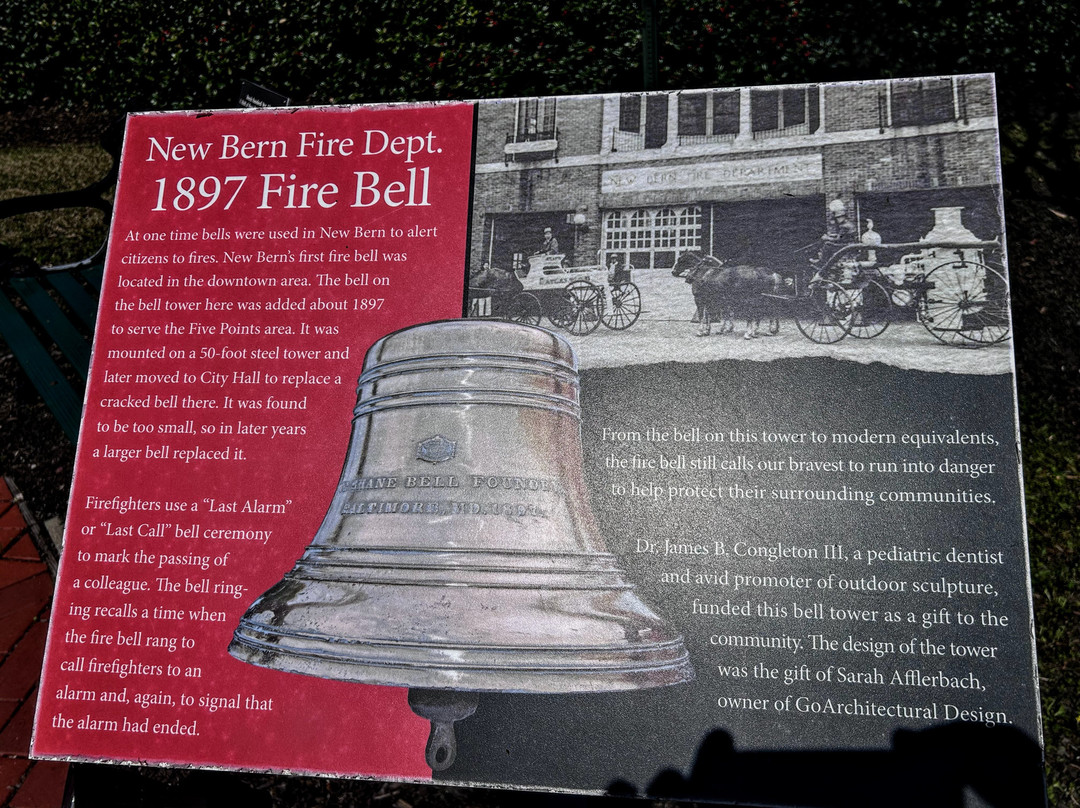 New Bern Fire Dept.
1897 Fire Bell
At one time bells were used in New Bern to alert
citizens to fires. New Bern's first fire bell was
located in the downtown area. The bell on
the bell tower here was added about 1897
to serve the Five Points area. It was
mounted on a 50-foot steel tower and
later moved to City Hall to replace a
cracked bell there. It was found
to be too small, so in later years
a larger bell replaced it.
Firefighters use a “Last Alarm”
or “Last Call” bell ceremony
to mark the passing of
a colleague. The bell ring-
ing recalls a time when
the fire bell rang to
call firefighters to an
alarm and, again, to signal that
the alarm had ended.
NEW BERN FIRE DEPARTMENT
SHANE BELL FOUNDRY
BALTIMORE, MD.
From the bell on this tower to modern equivalents,
the fire bell still calls our bravest to run into danger
to help protect their surrounding communities.
Dr. James B. Congleton III, a pediatric dentist
and avid promoter of outdoor sculpture,
funded this bell tower as a gift to the
community. The design of the tower
was the gift of Sarah Afflerbach,
owner of GoArchitectural Design.